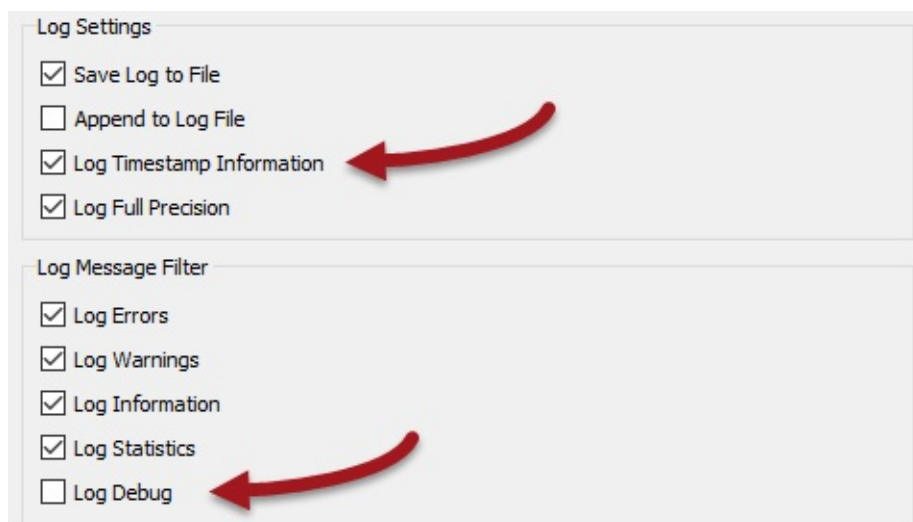 Log Settings
Save Log to File
Append to Log File
Log Timestamp Information
Log Full Precision
Log Message Filter
Log Errors
Log Warnings
Log Information
Log Statistics
Log Debug